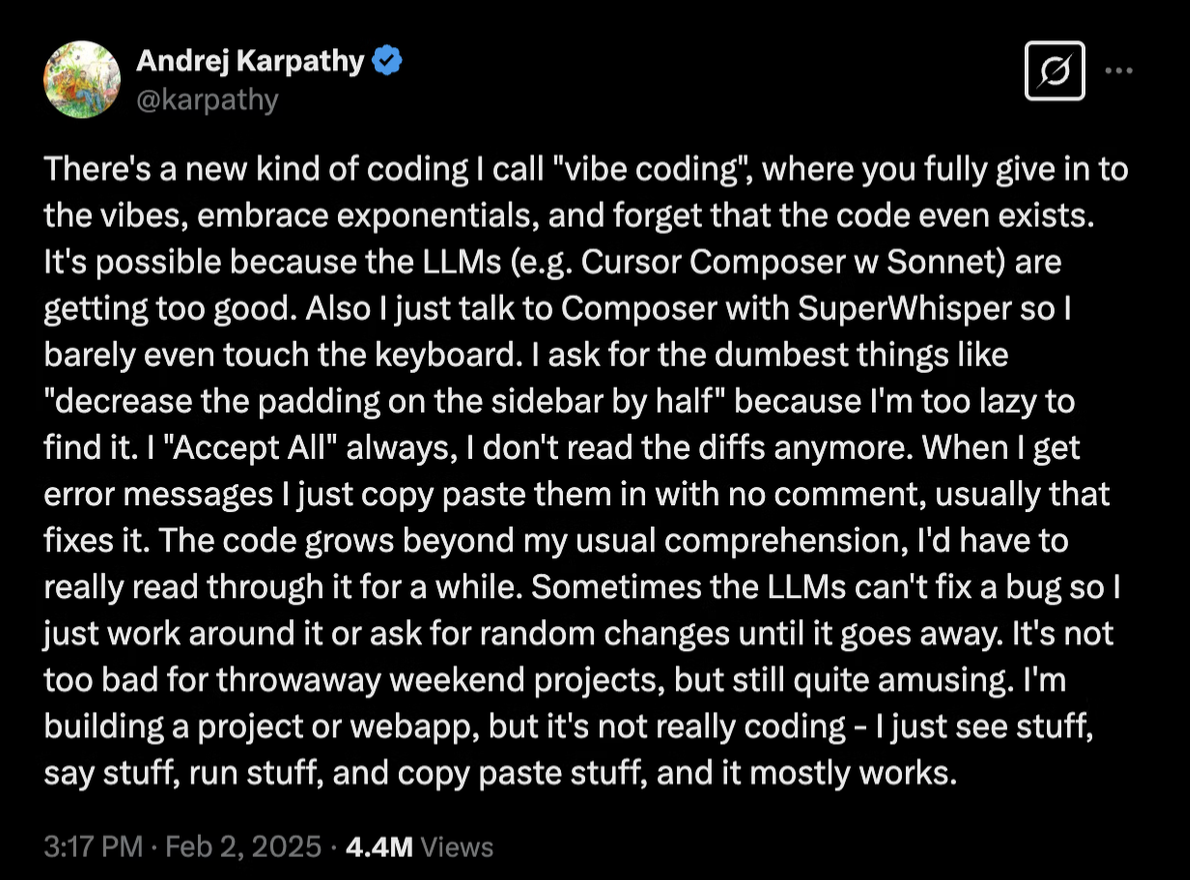 Andrej Karpathy
@karpathy
There's a new kind of coding I call "vibe coding", where you fully give in to
the vibes, embrace exponentials, and forget that the code even exists.
It's possible because the LLMs (e.g. Cursor Composer w Sonnet) are
getting too good. Also I just talk to Composer with SuperWhisper so I
barely even touch the keyboard. I ask for the dumbest things like
"decrease the padding on the sidebar by half" because I'm too lazy to
find it. I "Accept All" always, I don't read the diffs anymore. When I get
error messages I just copy paste them in with no comment, usually that
fixes it. The code grows beyond my usual comprehension, I'd have to
really read through it for a while. Sometimes the LLMs can't fix a bug so I
just work around it or ask for random changes until it goes away. It's not
too bad for throwaway weekend projects, but still quite amusing. I'm
building a project or webapp, but it's not really coding - I just see stuff,
say stuff, run stuff, and copy paste stuff, and it mostly works.
3:17 PM · Feb 2, 2025 · 4.4M Views